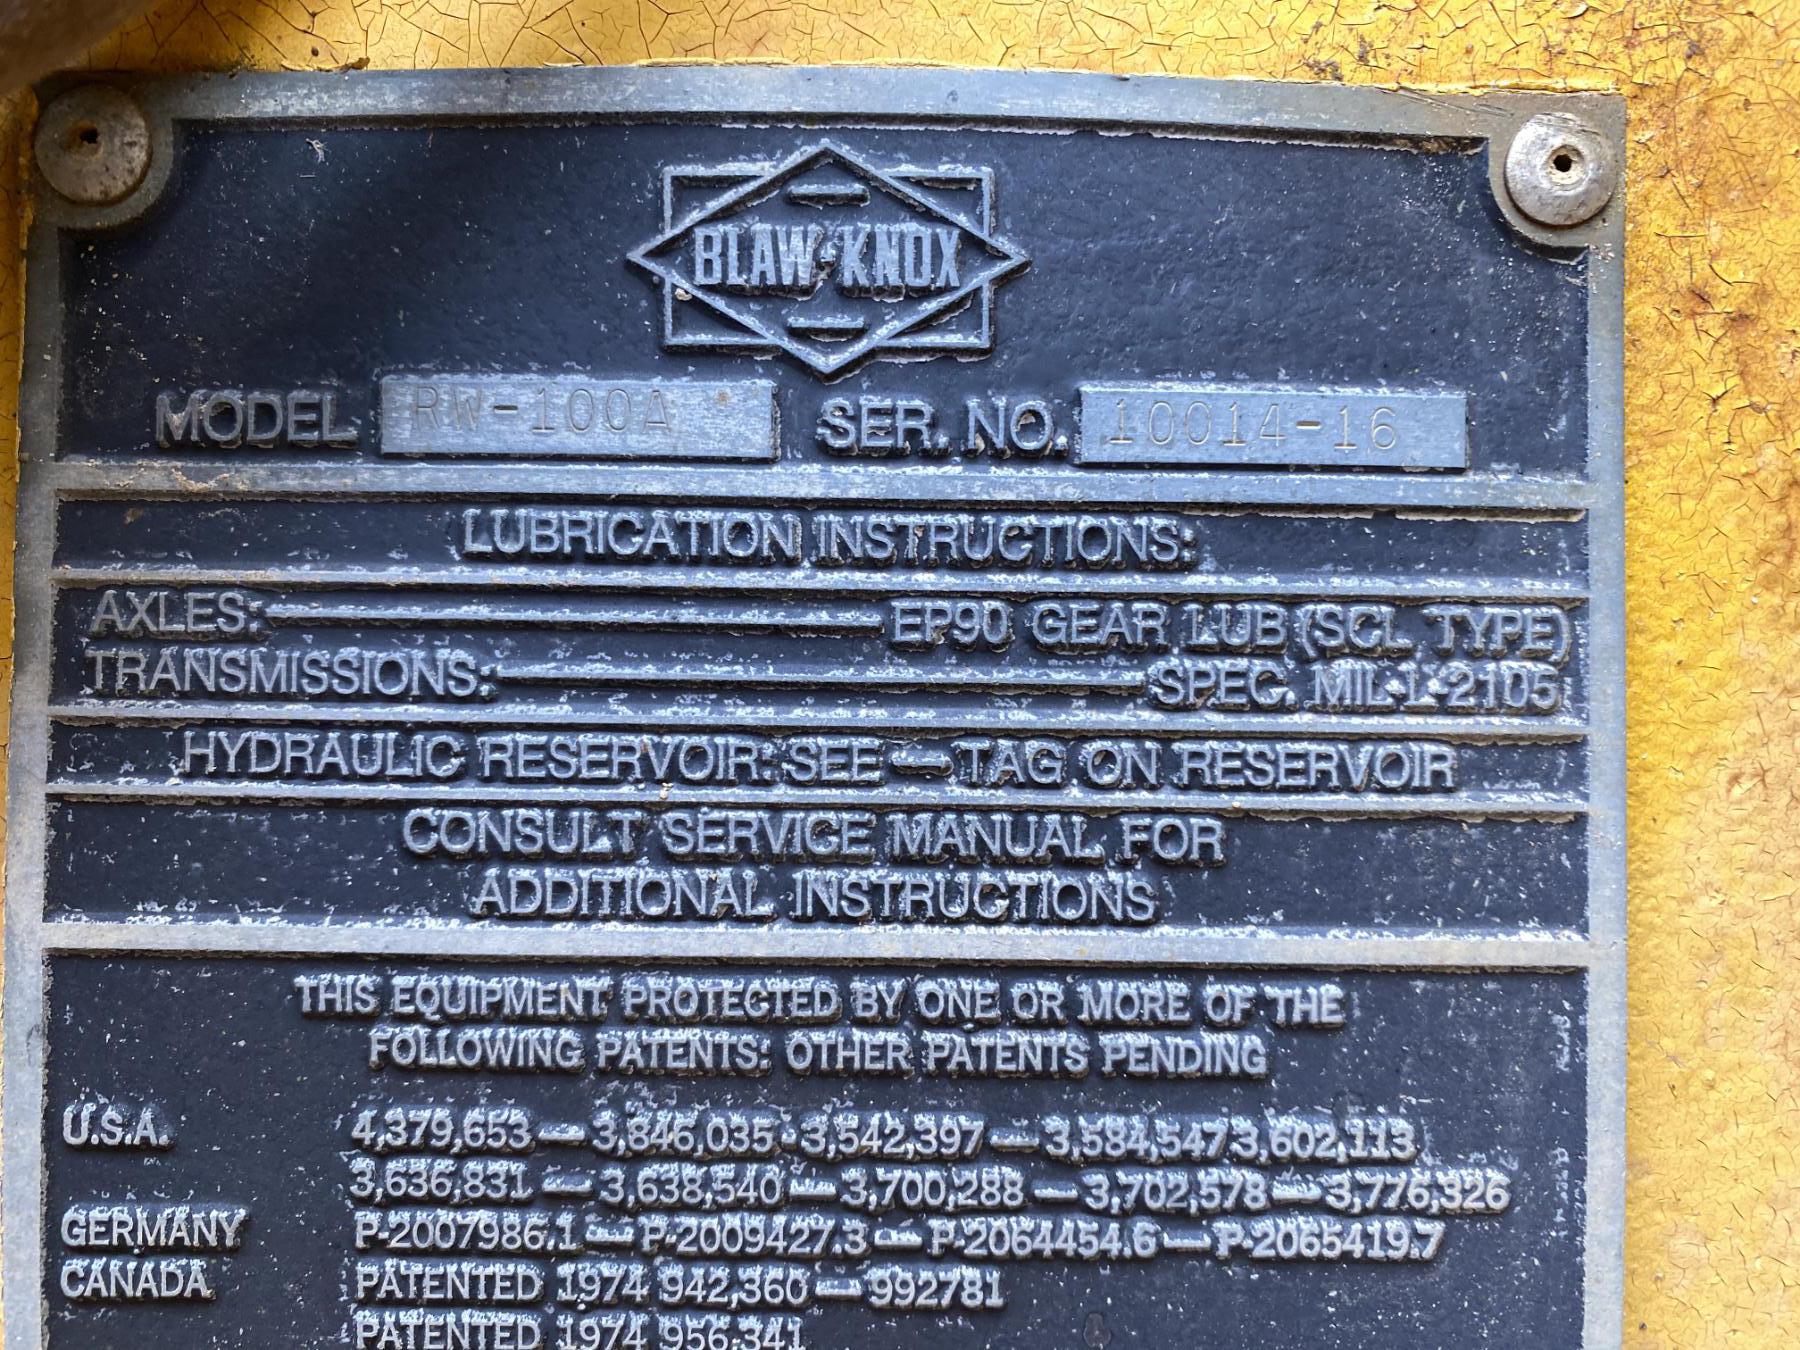 BLAW-KNOX
MODEL RW-100A SER. NO. 10014-16
LUBRICATION INSTRUCTIONS:
AXLES: EP90 GEAR LUB (SCL TYPE)
TRANSMISSIONS: SPEC. MIL-L-2105
HYDRAULIC RESERVOIR: SEE — TAG ON RESERVOIR
CONSULT SERVICE MANUAL FOR
ADDITIONAL INSTRUCTIONS
THIS EQUIPMENT PROTECTED BY ONE OR MORE OF THE
FOLLOWING PATENTS: OTHER PATENTS PENDING
U.S.A. 4,379,653 — 3,846,035 - 3,542,397 — 3,584,547 3,602,113
3,636,831 — 3,638,540 — 3,700,288 — 3,702,578 — 3,776,326
GERMANY P-2007986.1 — P-2009427.3 — P-2064454.6 — P-2065419.7
CANADA PATENTED 1974 942,360 — 992781
PATENTED 1974 956,341